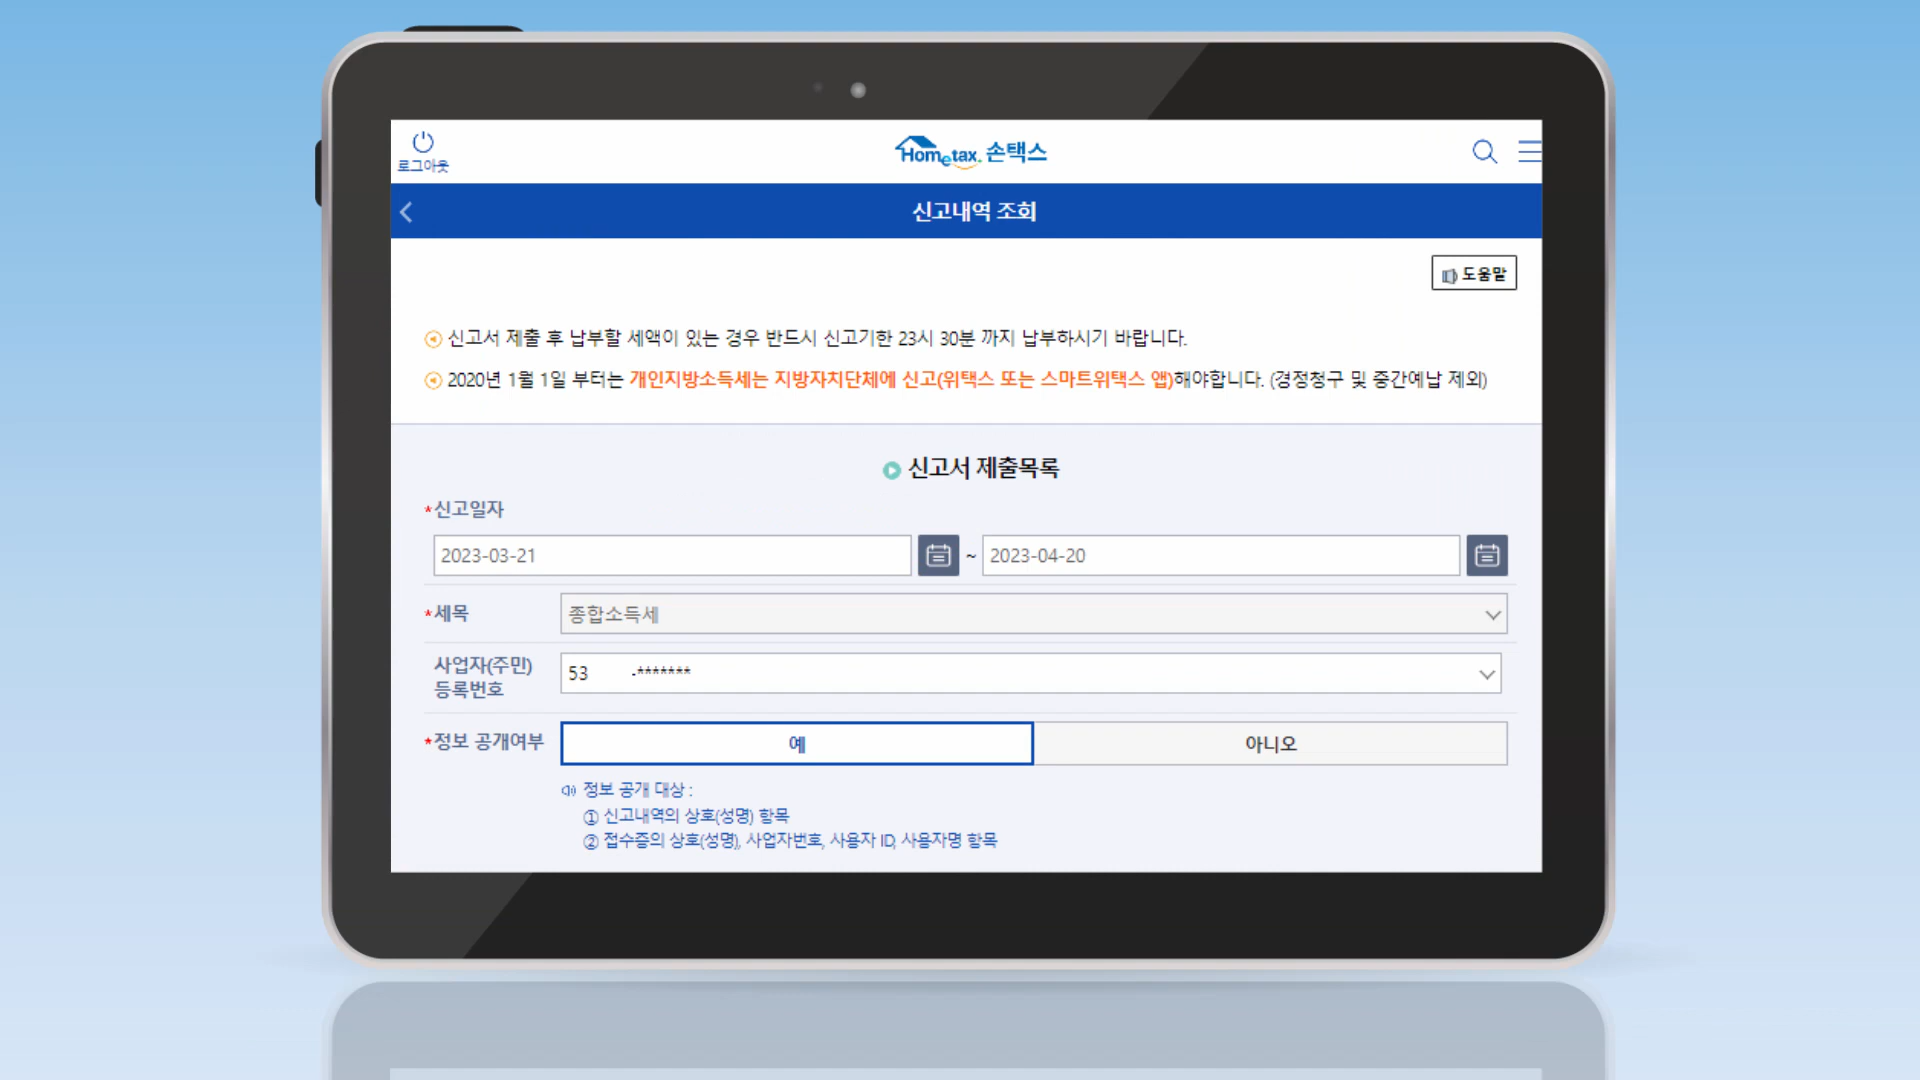 로그아웃
Hometax. 손택스
신고내역 조회
도움말
신고서 제출 후 납부할 세액이 있는 경우 반드시 신고기한 23시 30분 까지 납부하시기 바랍니다.
2020년 1월 1일 부터는 개인지방소득세는 지방자치단체에 신고(위택스 또는 스마트위택스 앱)해야합니다. (경정청구 및 중간예납 제외)
신고서 제출목록
*신고일자
2023-03-21 ~ 2023-04-20
*세목 종합소득세
사업자(주민)
등록번호
53 -*******
*정보 공개여부 예 아니오
정보 공개 대상 :
① 신고내역의 상호(성명) 항목
② 접수증의 상호(성명), 사업자번호, 사용자 ID, 사용자명 항목